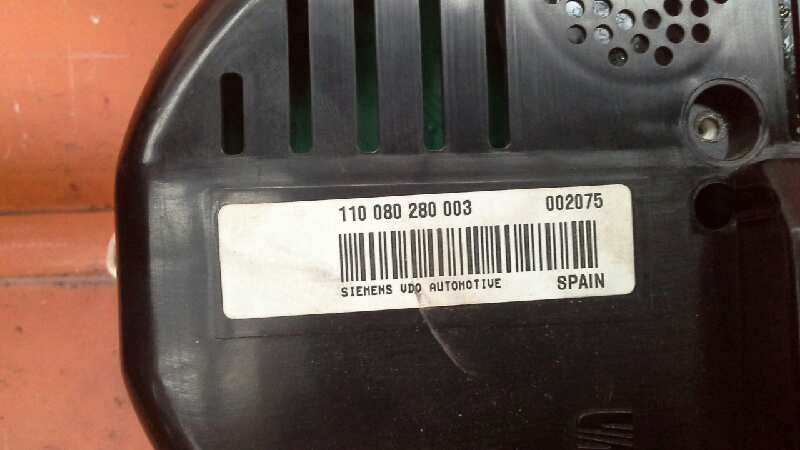 110 080 280 003 002075
SIEMENS VDO AUTOMOTIVE SPAIN